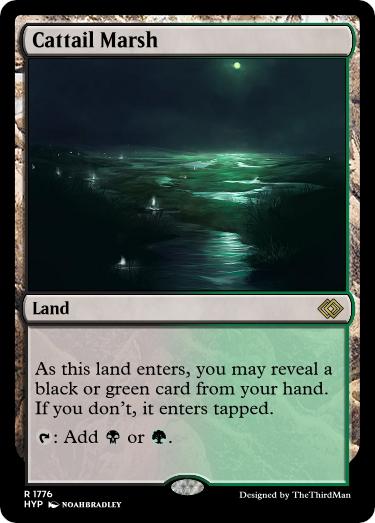 Cattail Marsh
Land
As this land enters, you may reveal a
black or green card from your hand.
If you don't, it enters tapped.
: Add or .
R 1776
HYP NOAHBRADLEY
Designed by TheThirdMan